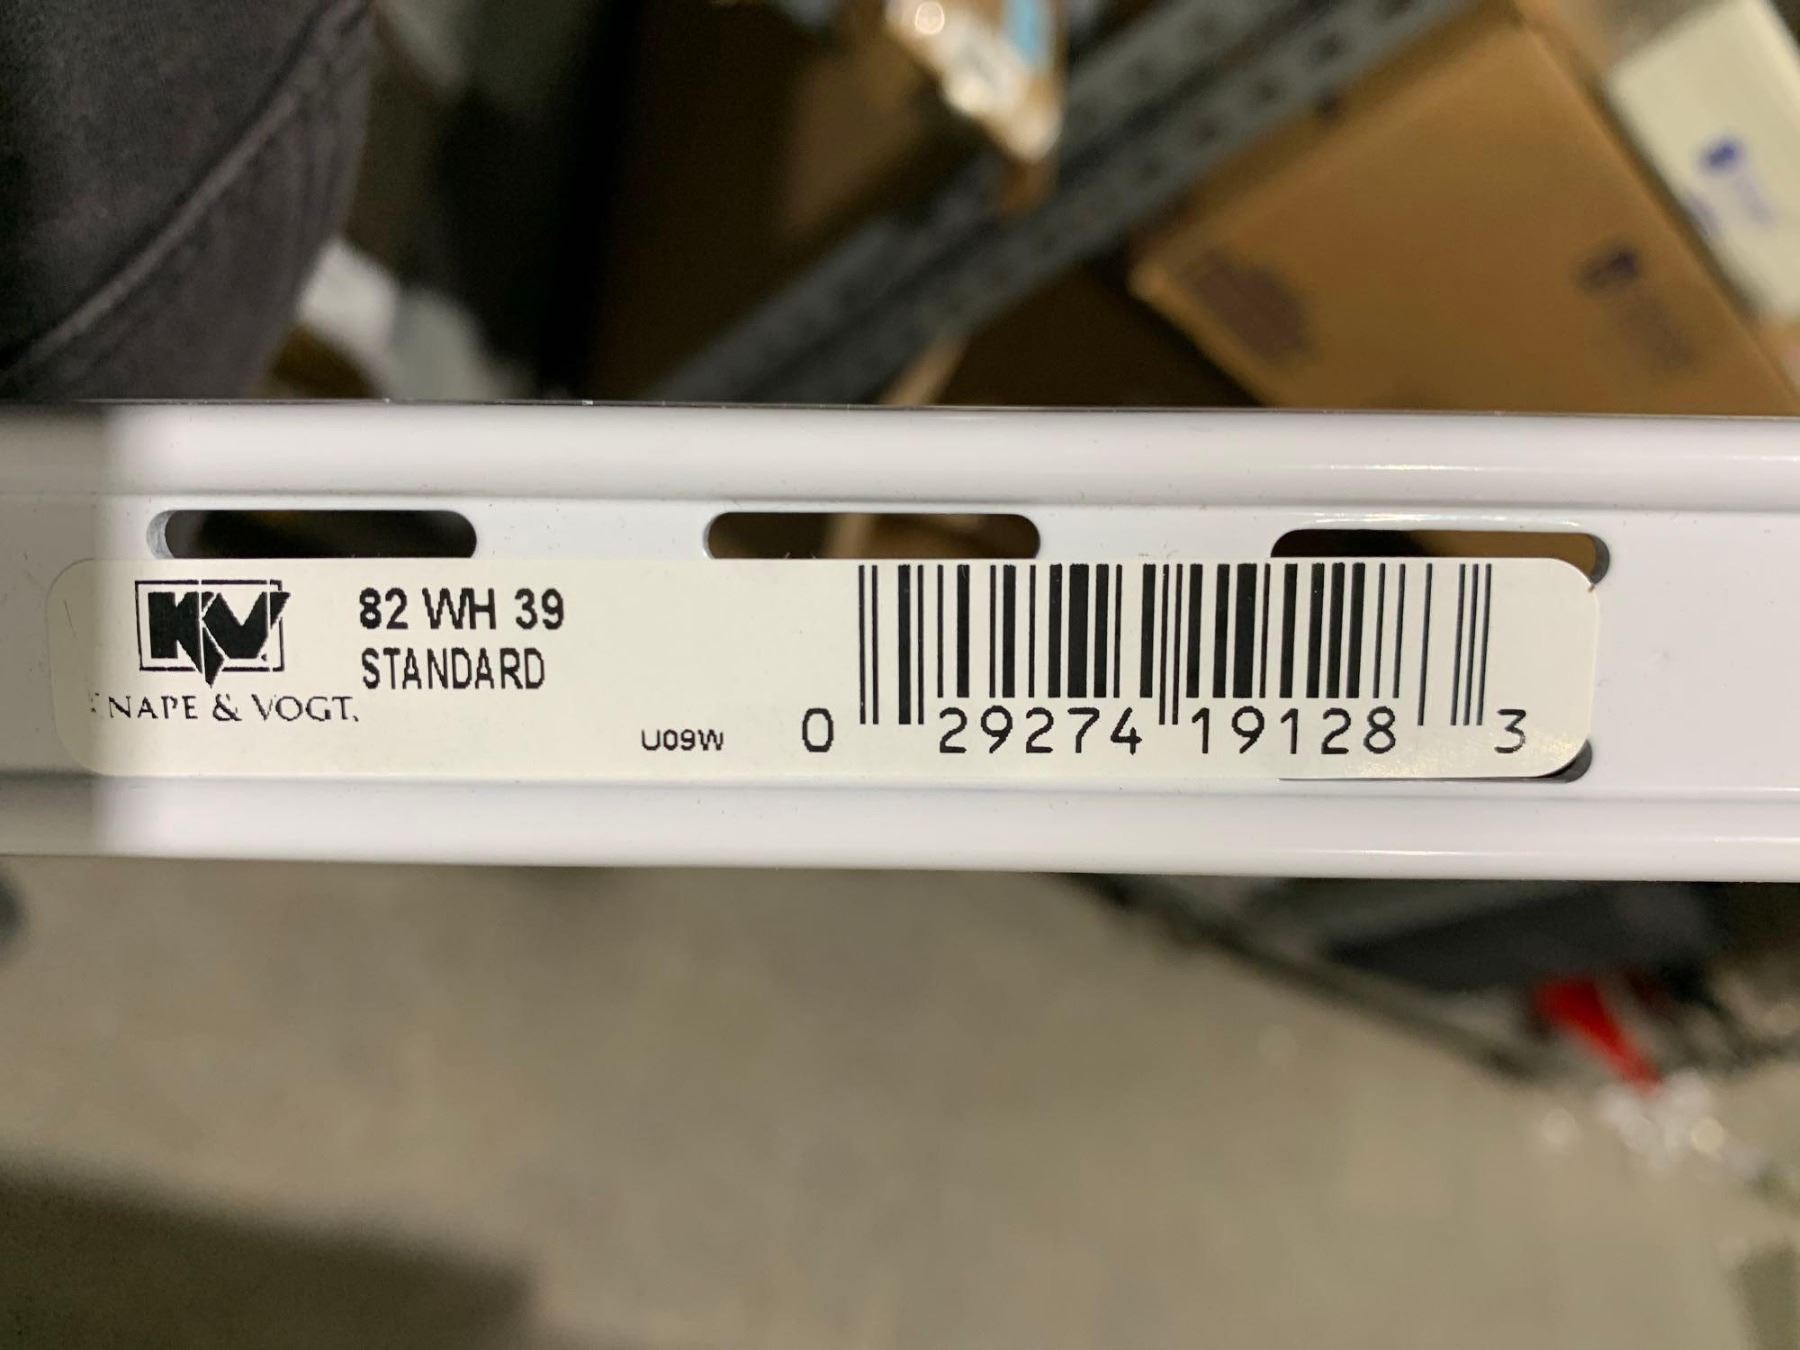 KV
82 WH 39
STANDARD
NAPE & VOGT.
U09W
0 29274 19128 3